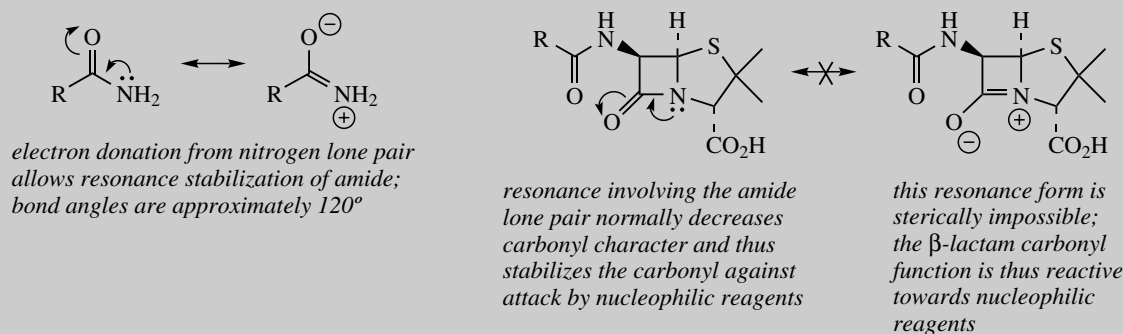 O
R
NH₂
O
⊖
R
NH₂
⊕
electron donation from nitrogen lone pair
allows resonance stabilization of amide;
bond angles are approximately 120º
H
N
H
S
R
O
N
O
CO₂H
resonance involving the amide
lone pair normally decreases
carbonyl character and thus
stabilizes the carbonyl against
attack by nucleophilic reagents
H
N
H
S
R
O
N
O
⊖
⊕
CO₂H
this resonance form is
sterically impossible;
the β-lactam carbonyl
function is thus reactive
towards nucleophilic
reagents